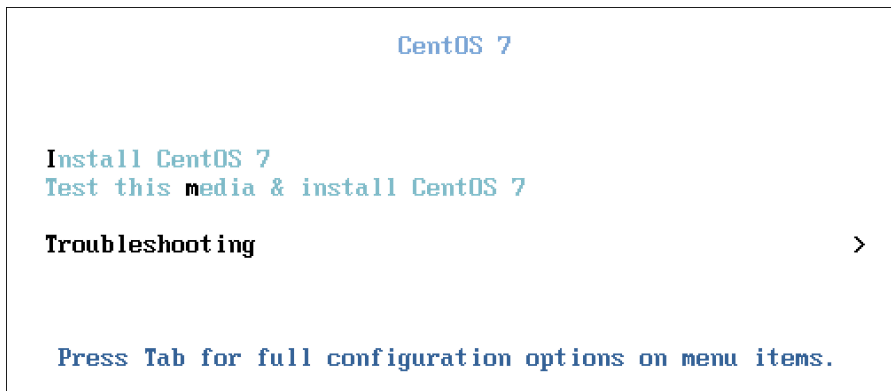 CentOS 7
Install CentOS 7
Test this media & install CentOS 7
Troubleshooting >
Press Tab for full configuration options on menu items.